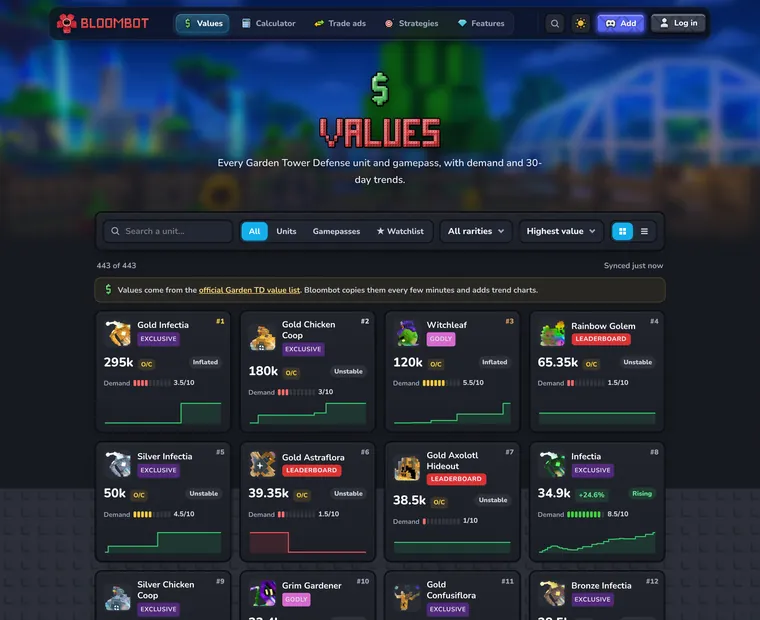 BLOOMBOT
$ Values
Calculator
Trade ads
Strategies
Features
Add
Log in
$
VALUES
Every Garden Tower Defense unit and gamepass, with demand and 30-
day trends.
Search a unit...
All
Units
Gamepasses
★ Watchlist
All rarities
Highest value
443 of 443
Synced just now
$ Values come from the official Garden TD value list. Bloombot copies them every few minutes and adds trend charts.
Gold Infectia
#1
EXCLUSIVE
295k O/C
Inflated
Demand 3.5/10
Gold Chicken
Coop
#2
EXCLUSIVE
180k O/C
Unstable
Demand 3/10
Witchleaf
#3
GODLY
120k O/C
Inflated
Demand 5.5/10
Rainbow Golem
#4
LEADERBOARD
65.35k O/C
Unstable
Demand 1.5/10
Silver Infectia
#5
EXCLUSIVE
50k O/C
Unstable
Demand 4.5/10
Gold Astraflora
#6
LEADERBOARD
39.35k O/C
Unstable
Demand 1.5/10
Gold Axolotl
Hideout
#7
LEADERBOARD
38.5k O/C
Unstable
Demand 1/10
Infectia
#8
EXCLUSIVE
34.9k +24.6%
Rising
Demand 8.5/10
Silver Chicken
Coop
#9
EXCLUSIVE
Grim Gardener
#10
GODLY
Gold
Confusiflora
#11
EXCLUSIVE
Bronze Infectia
#12
EXCLUSIVE